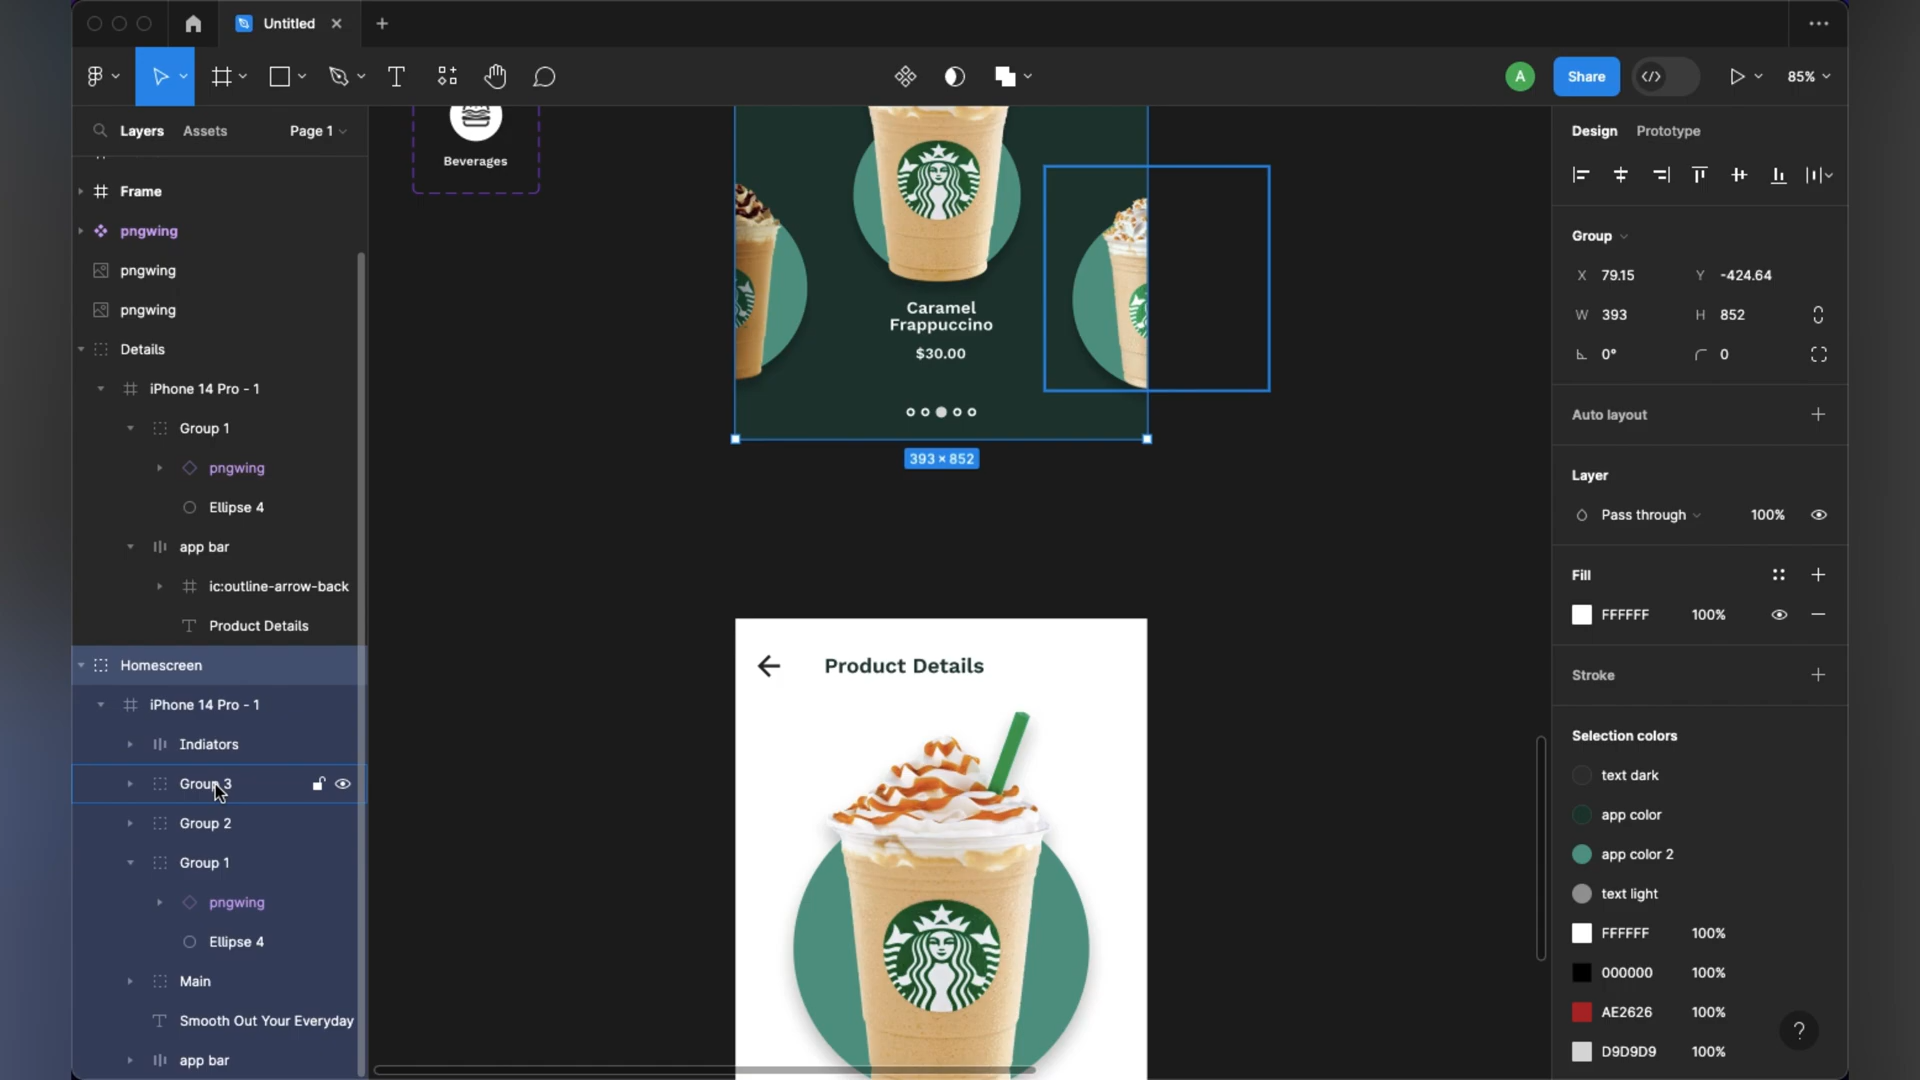 Untitled
A
Share
85%
Layers
Assets
Page 1
Frame
pngwing
pngwing
pngwing
Details
iPhone 14 Pro - 1
Group 1
pngwing
Ellipse 4
app bar
ic:outline-arrow-back
Product Details
Homescreen
iPhone 14 Pro - 1
Indiators
Group 3
Group 2
Group 1
pngwing
Ellipse 4
Main
Smooth Out Your Everyday
app bar
Beverages
Caramel
Frappuccino
$30.00
393 × 852
Product Details
Design
Prototype
Group
X 79.15 Y -424.64
W 393 H 852
0° 0
Auto layout
Layer
Pass through 100%
Fill
FFFFFF 100%
Stroke
Selection colors
text dark
app color
app color 2
text light
FFFFFF 100%
000000 100%
AE2626 100%
D9D9D9 100%
?